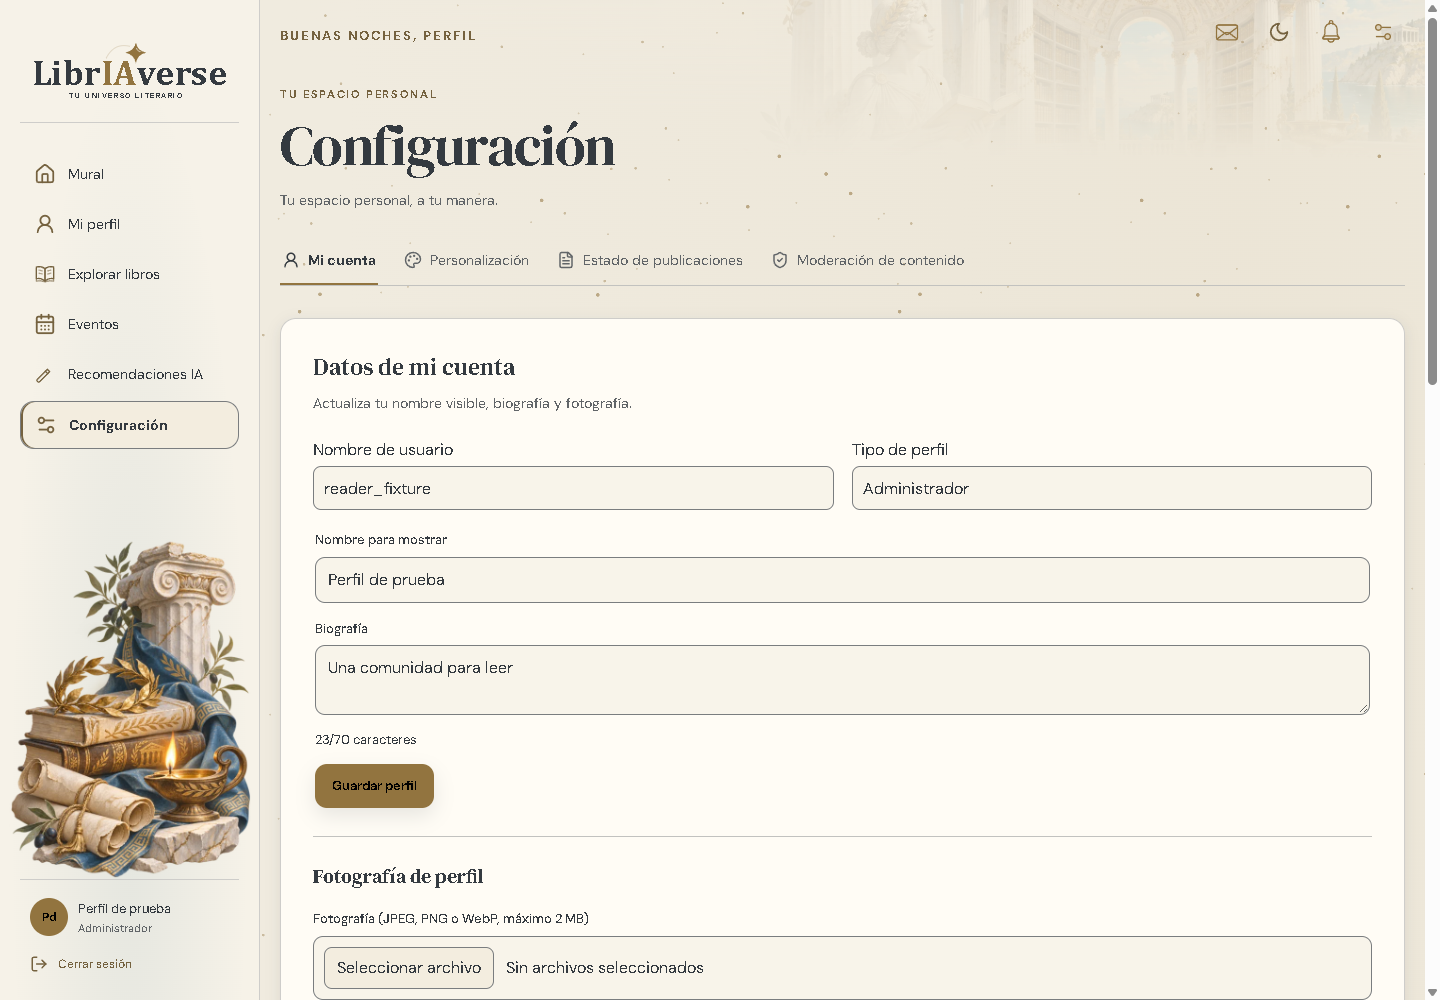 LibrIAverse
TU UNIVERSO LITERARIO
Mural
Mi perfil
Explorar libros
Eventos
Recomendaciones IA
Configuración
Pd
Perfil de prueba
Administrador
Cerrar sesión
BUENAS NOCHES, PERFIL
TU ESPACIO PERSONAL
Configuración
Tu espacio personal, a tu manera.
Mi cuenta
Personalización
Estado de publicaciones
Moderación de contenido
Datos de mi cuenta
Actualiza tu nombre visible, biografía y fotografía.
Nombre de usuario
reader_fixture
Tipo de perfil
Administrador
Nombre para mostrar
Perfil de prueba
Biografía
Una comunidad para leer
23/70 caracteres
Guardar perfil
Fotografía de perfil
Fotografía (JPEG, PNG o WebP, máximo 2 MB)
Seleccionar archivo
Sin archivos seleccionados